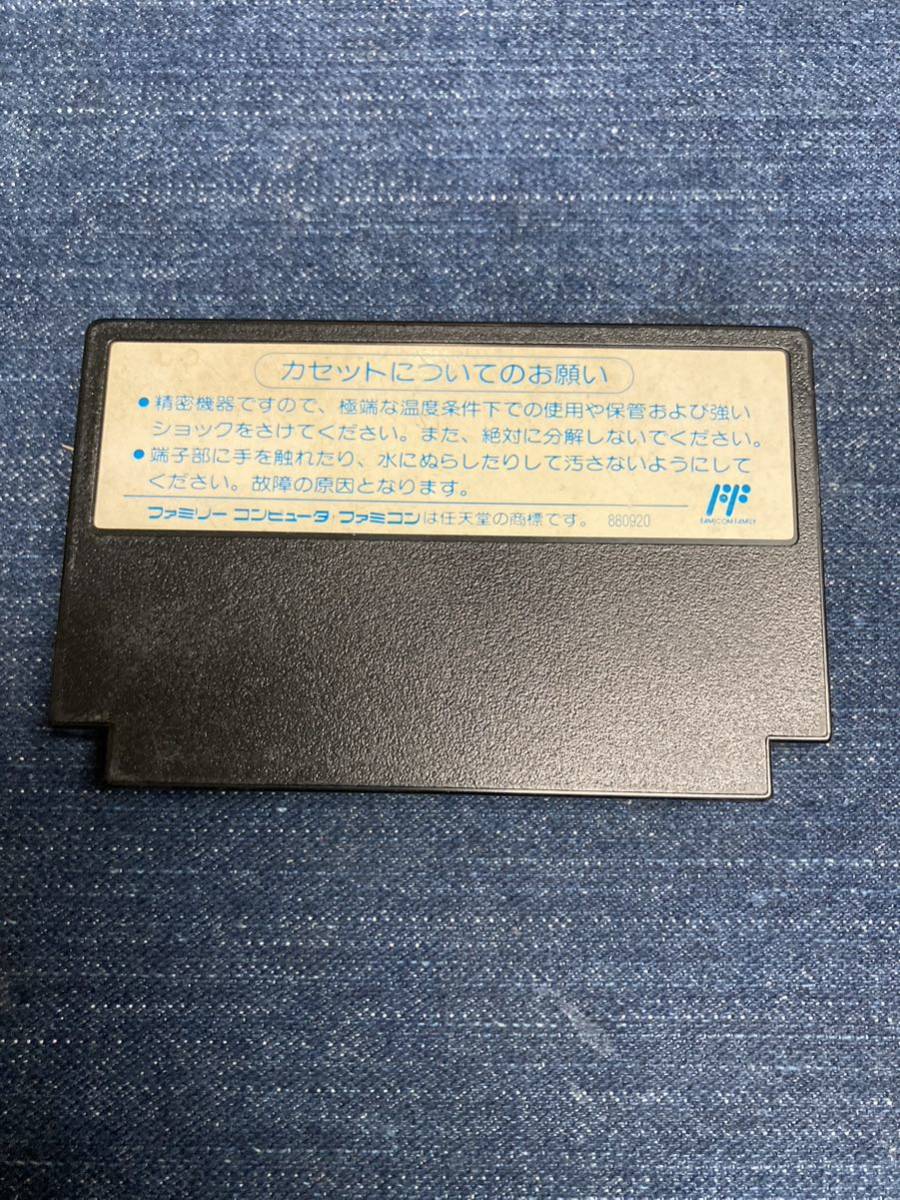 カセットについてのお願い
●精密機器ですので、極端な温度条件下での使用や保管および強い
ショックをさけてください。また、絶対に分解しないでください。
●端子部に手を触れたり、水にぬらしたりして汚さないようにして
ください。故障の原因となります。
ファミリーコンピュータ・ファミコンは任天堂の商標です。 880920
FAMICOM FAMILY